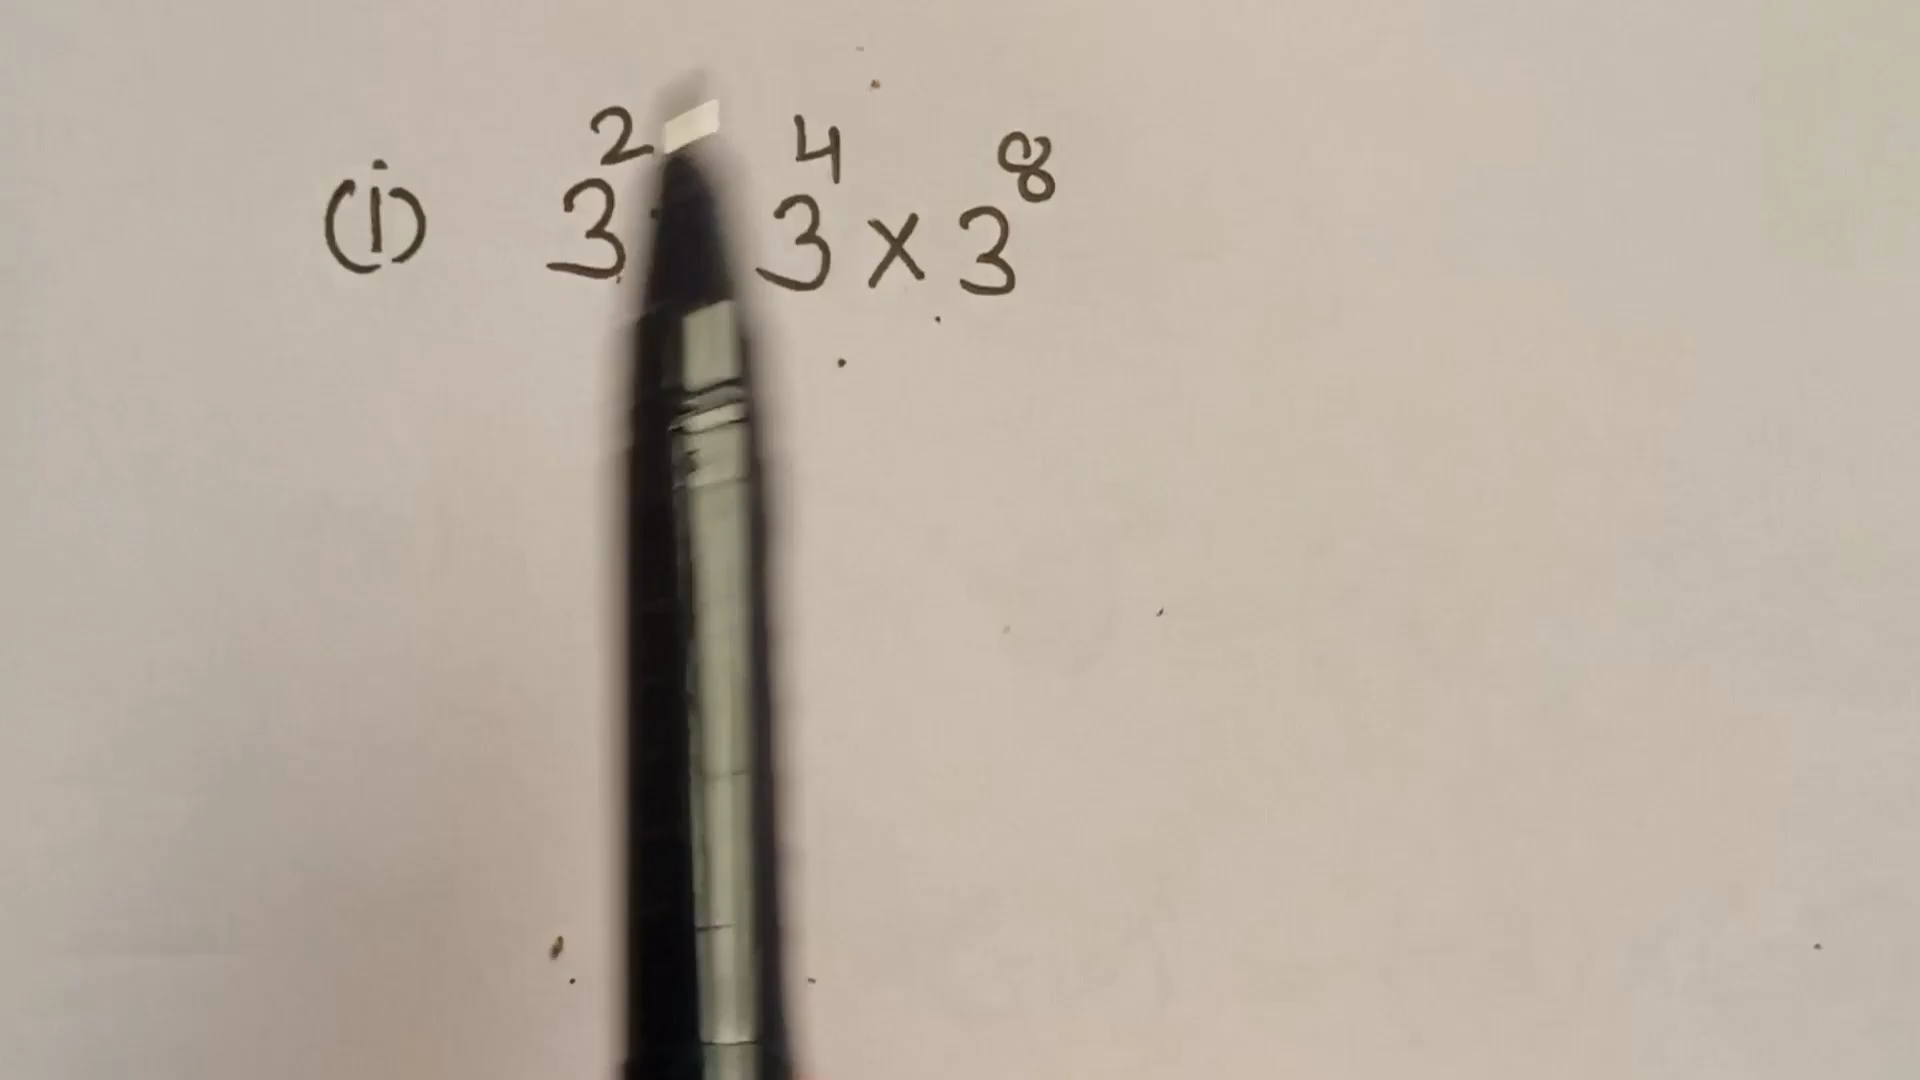 (i) 3² 3⁴ × 3⁸